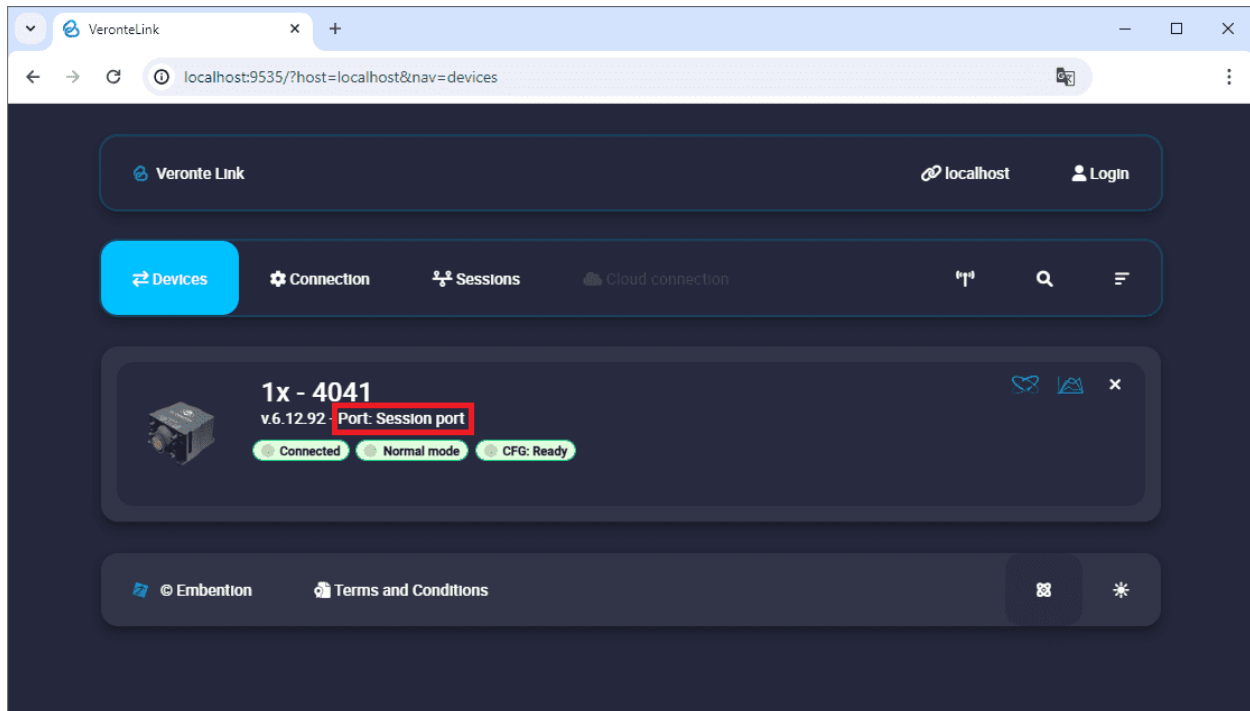 VeronteLink
localhost:9535/?host=localhost&nav=devices
Veronte Link
localhost
Login
Devices
Connection
Sessions
Cloud connection
1x - 4041
v.6.12.92 - Port: Session port
Connected
Normal mode
CFG: Ready
© Embention
Terms and Conditions